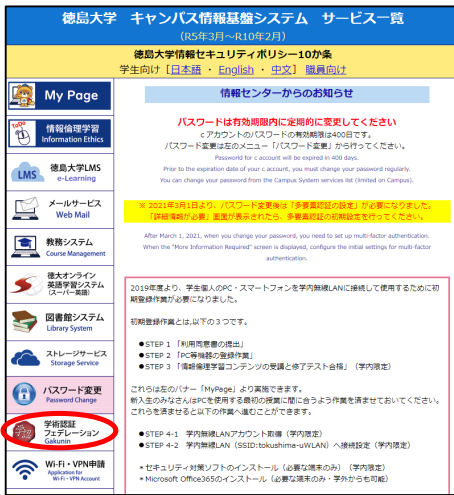 徳島大学 キャンパス情報基盤システム サービス一覧
(R5年3月～R10年2月)
徳島大学情報セキュリティポリシー10か条
学生向け [日本語 ・ English ・ 中文] 職員向け
My Page
ToDo
情報倫理学習
Information Ethics
LMS
徳島大学LMS
e-Learning
メールサービス
Web Mail
教務システム
Course Management
徳大オンライン
英語学習システム
(スーパー英語)
図書館システム
Library System
ストレージサービス
Storage Service
パスワード変更
Password Change
学術認証
フェデレーション
Gakunin
Wi-Fi・VPN申請
Application for
Wi-Fi・VPN Account
情報センターからのお知らせ
パスワードは有効期限内に定期的に変更してください
cアカウントのパスワードの有効期限は400日です。
パスワード変更は左のメニュー「パスワード変更」から行ってください。
Password for c account will be expired in 400 days.
Prior to the expiration date of your c account, you must change your password regularly.
You can change your password from the Campus System services list (limited on Campus).
※ 2021年3月1日より、パスワード変更後は「多要素認証の設定」が必要になりました。
「詳細情報が必要」画面が表示されたら、多要素認証の初期設定を行ってください。
After March 1, 2021, when you change your password, you need to set up multi-factor authentication.
When the "More Information Required" screen is displayed, configure the initial settings for multi-factor
authentication.
2019年度より、学生個人のPC・スマートフォンを学内無線LANに接続して使用するために初
期登録作業が必要になりました。
初期登録作業とは,以下の3つです。
●STEP 1 「利用同意書の提出」
●STEP 2 「PC等機器の登録作業」
●STEP 3 「情報倫理学習コンテンツの受講と修了テスト合格」 (学内限定)
これらは左のバナー「MyPage」より実施できます。
新入生のみなさんはPCを使用する最初の授業に間に合うよう作業を済ませておいてください。
これらを済ませると以下の作業へ進むことができます。
●STEP 4-1 学内無線LANアカウント取得 (学内限定)
●STEP 4-2 学内無線LAN (SSID:tokushima-uWLAN) へ接続設定 (学内限定)
＊セキュリティ対策ソフトのインストール (必要な端末のみ) (学内限定)
＊Microsoft Office365のインストール (必要な端末のみ・学外からも可能)